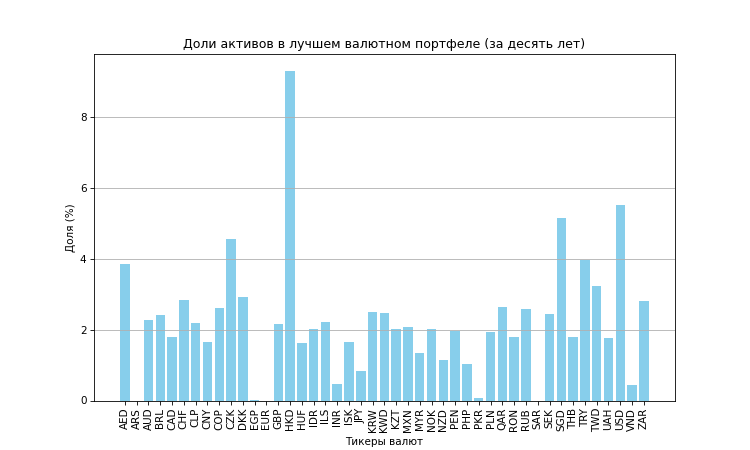 Доли активов в лучшем валютном портфеле (за десять лет)
Доля (%)
8
6
4
2
0
AED ARS AUD BRL CAD CHF CLP CNY COP CZK DKK EGP EUR GBP HKD HUF IDR ILS INR ISK JPY KRW KWD KZT MXN MYR NOK NZD PEN PHP PKR PLN QAR RON RUB SAR SEK SGD THB TRY TWD UAH USD VND ZAR
Тикеры валют